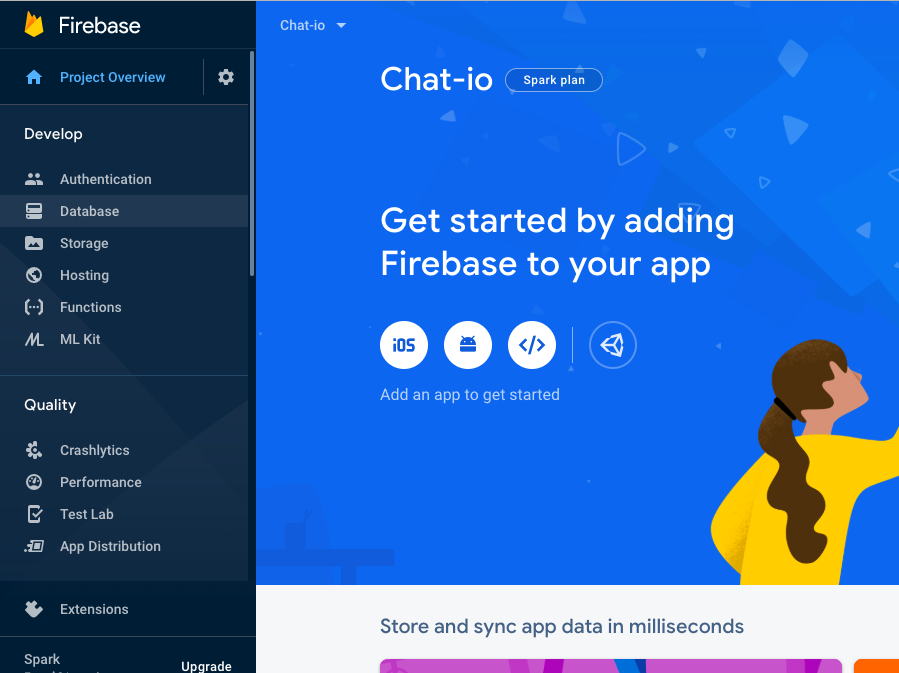 Firebase
Project Overview
Develop
Authentication
Database
Storage
Hosting
Functions
ML Kit
Quality
Crashlytics
Performance
Test Lab
App Distribution
Extensions
Spark
Upgrade
Chat-io
Chat-io
Spark plan
Get started by adding
Firebase to your app
iOS
Add an app to get started
Store and sync app data in milliseconds